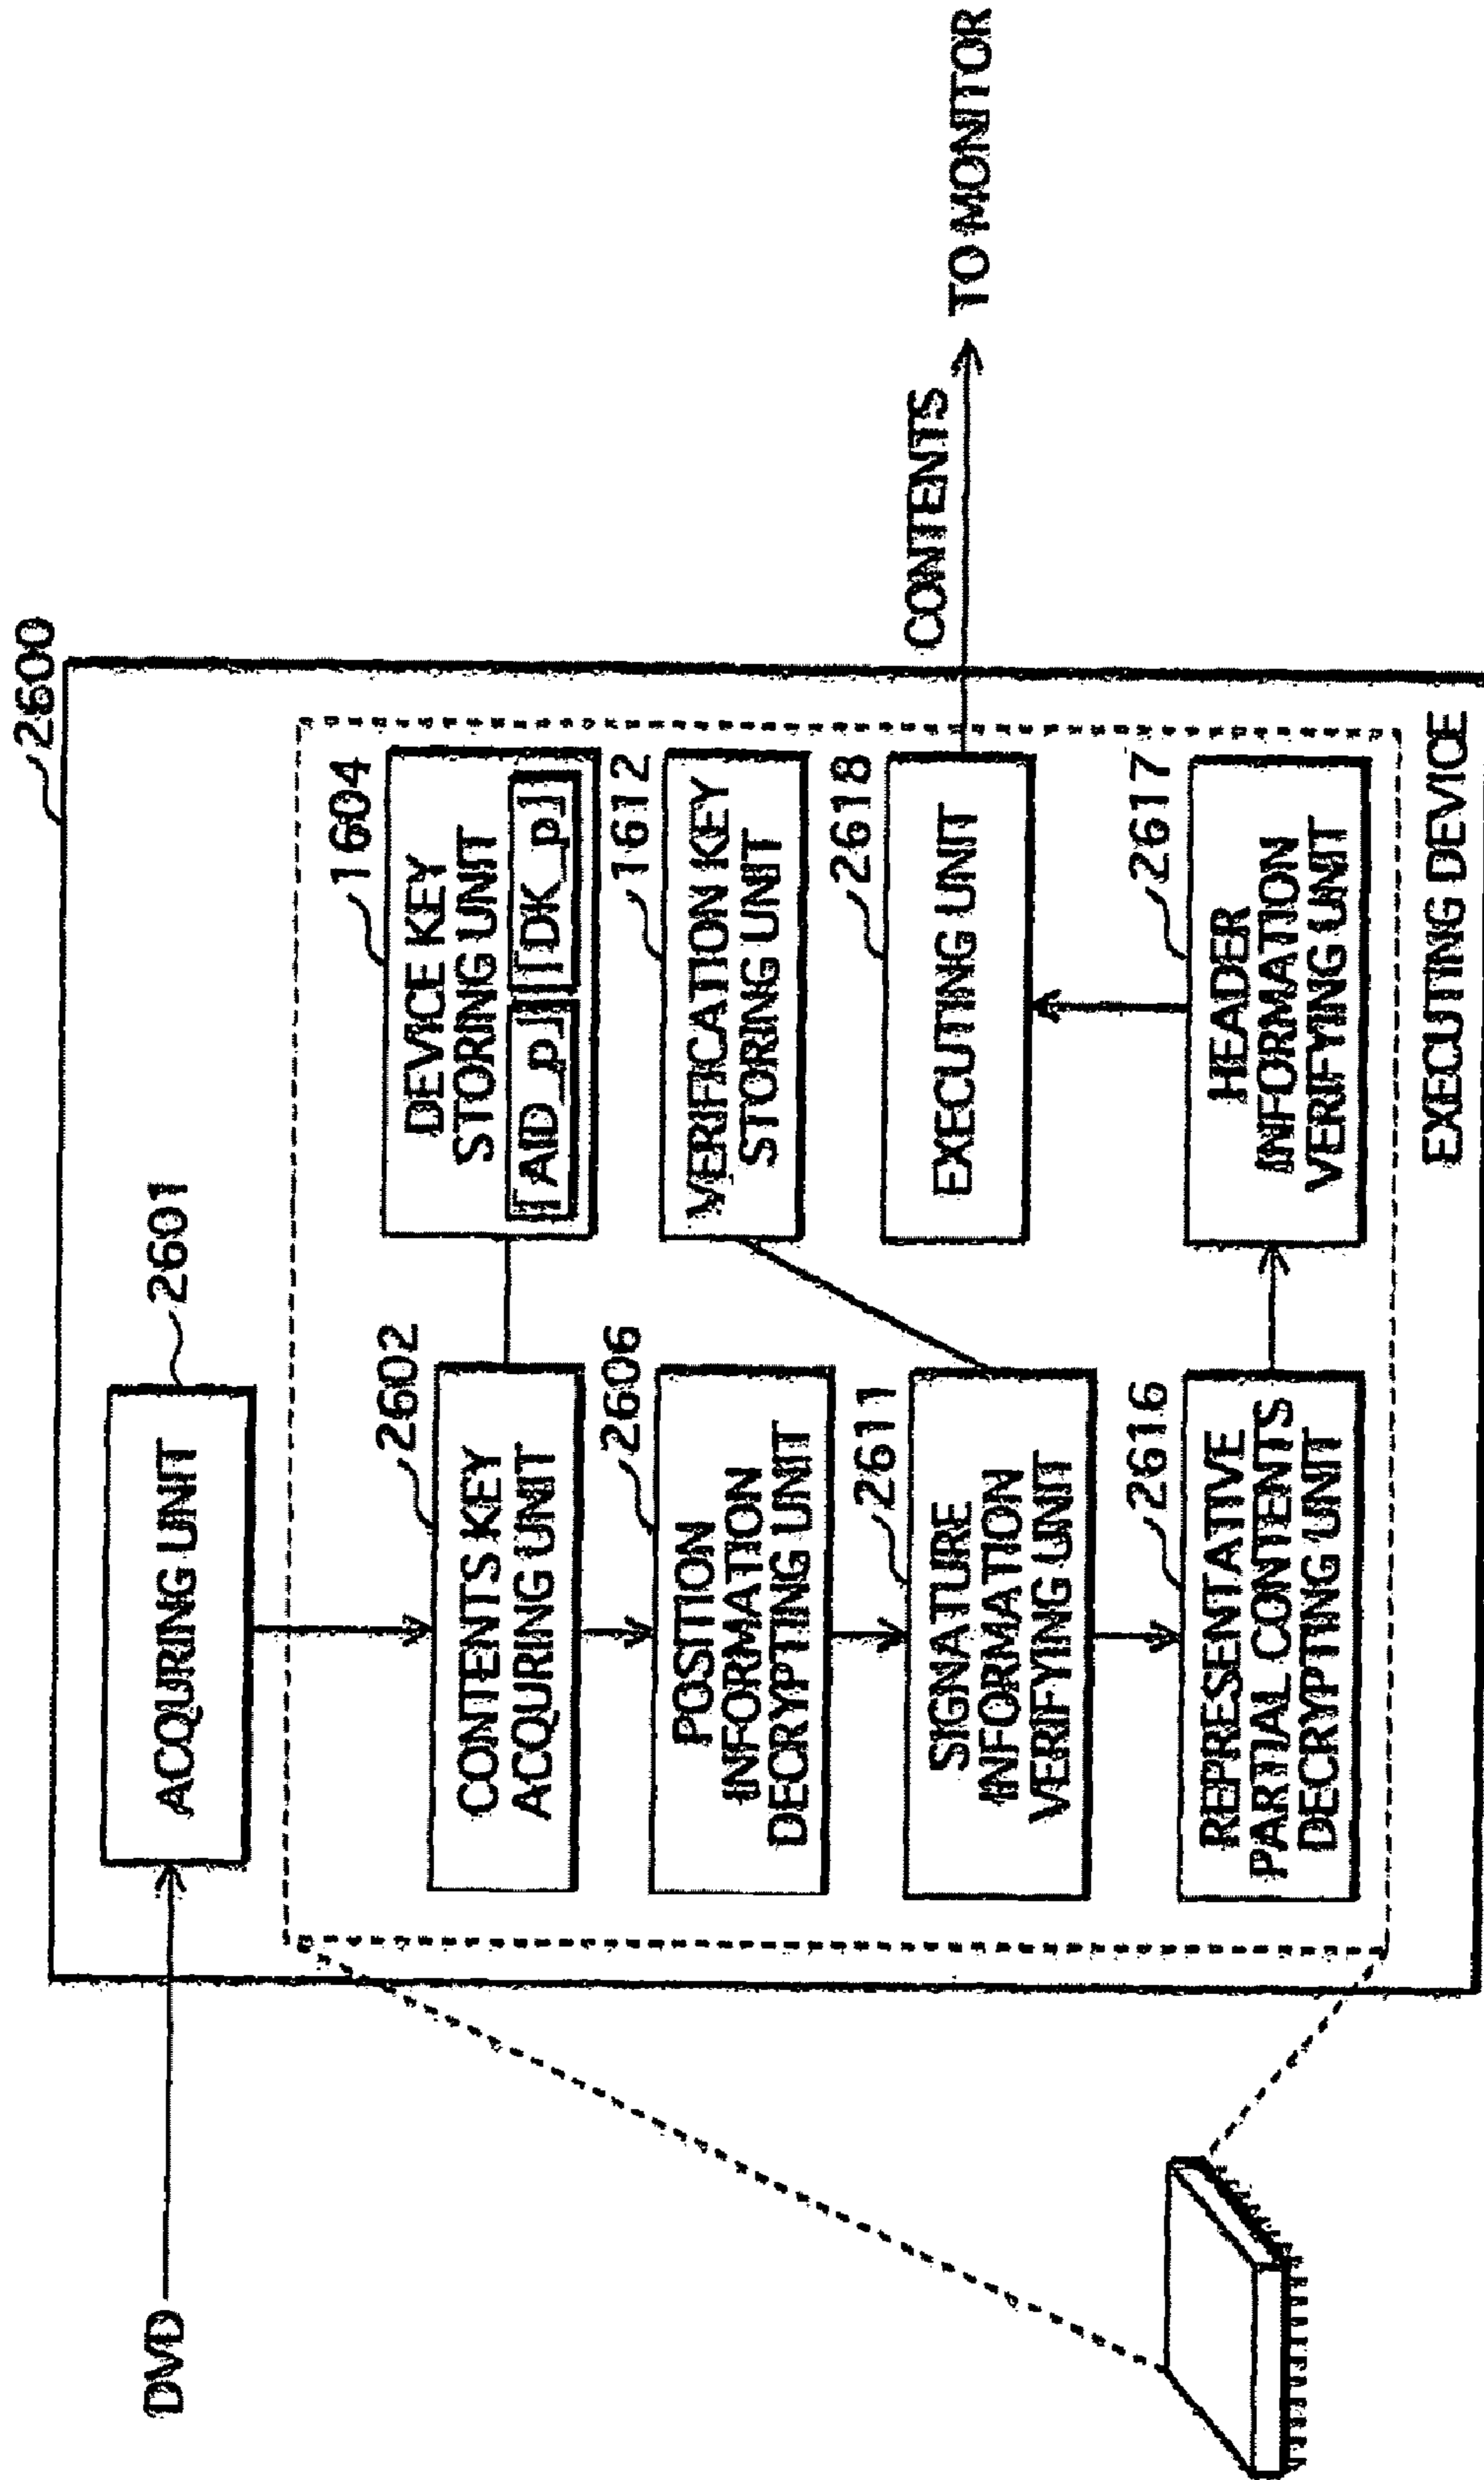 2600
2601
DVD
ACQURING UNIT
2602
CONTENTS KEY
ACQURING UNIT
1604
DEVICE KEY
STORING UNIT
[AID_p]
[DK_p]
2606
POSITION
INFORMATION
DECRYPTING UNIT
1612
VERIFICATION KEY
STORING UNIT
2611
SIGNATURE
INFORMATION
VERIFYING UNIT
2618
EXECUTING UNIT
CONTENTS
TO MONITOR
2616
REPRESENTATIVE
PARTIAL CONTENTS
DECRYPTING UNIT
2617
HEADER
INFORMATION
VERIFYING UNIT
EXECUTING DEVICE